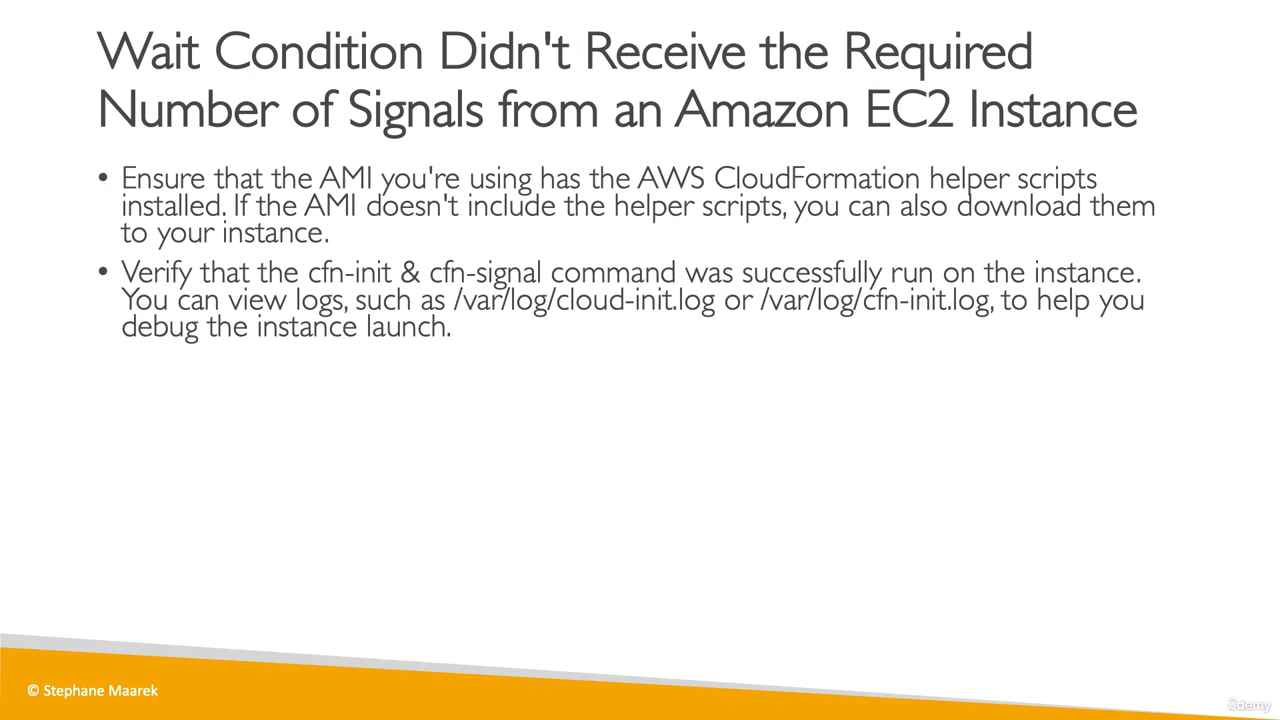 Wait Condition Didn't Receive the Required
Number of Signals from an Amazon EC2 Instance
• Ensure that the AMI you're using has the AWS CloudFormation helper scripts
installed. If the AMI doesn't include the helper scripts, you can also download them
to your instance.
• Verify that the cfn-init & cfn-signal command was successfully run on the instance.
You can view logs, such as /var/log/cloud-init.log or /var/log/cfn-init.log, to help you
debug the instance launch.
© Stephane Maarek
ûdemy